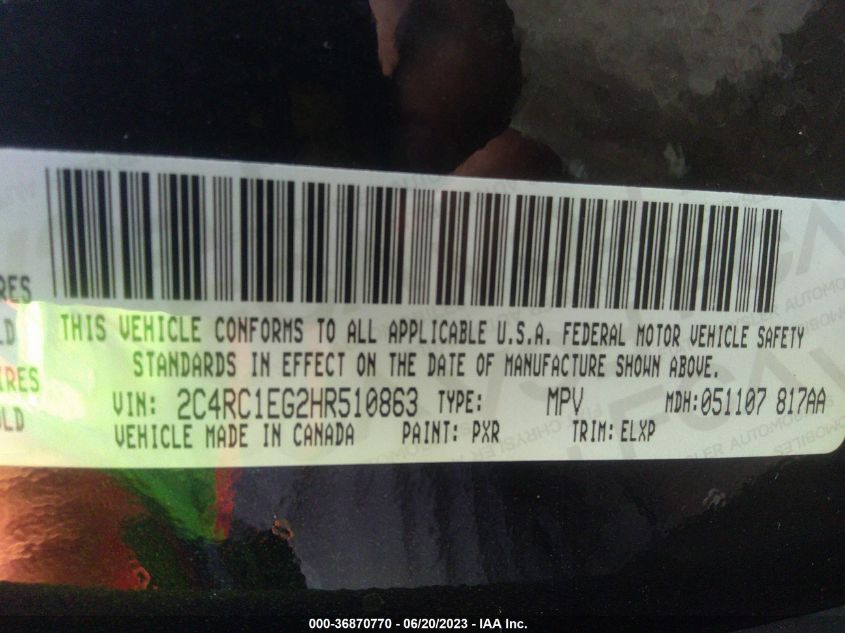 THIS VEHICLE CONFORMS TO ALL APPLICABLE U.S.A. FEDERAL MOTOR VEHICLE SAFETY
STANDARDS IN EFFECT ON THE DATE OF MANUFACTURE SHOWN ABOVE.
VIN: 2C4RC1EG2HR510863 TYPE: MPV MDH:051107 817AA
VEHICLE MADE IN CANADA PAINT: PXR TRIM: ELXP
000-36870770 - 06/20/2023 - IAA Inc.